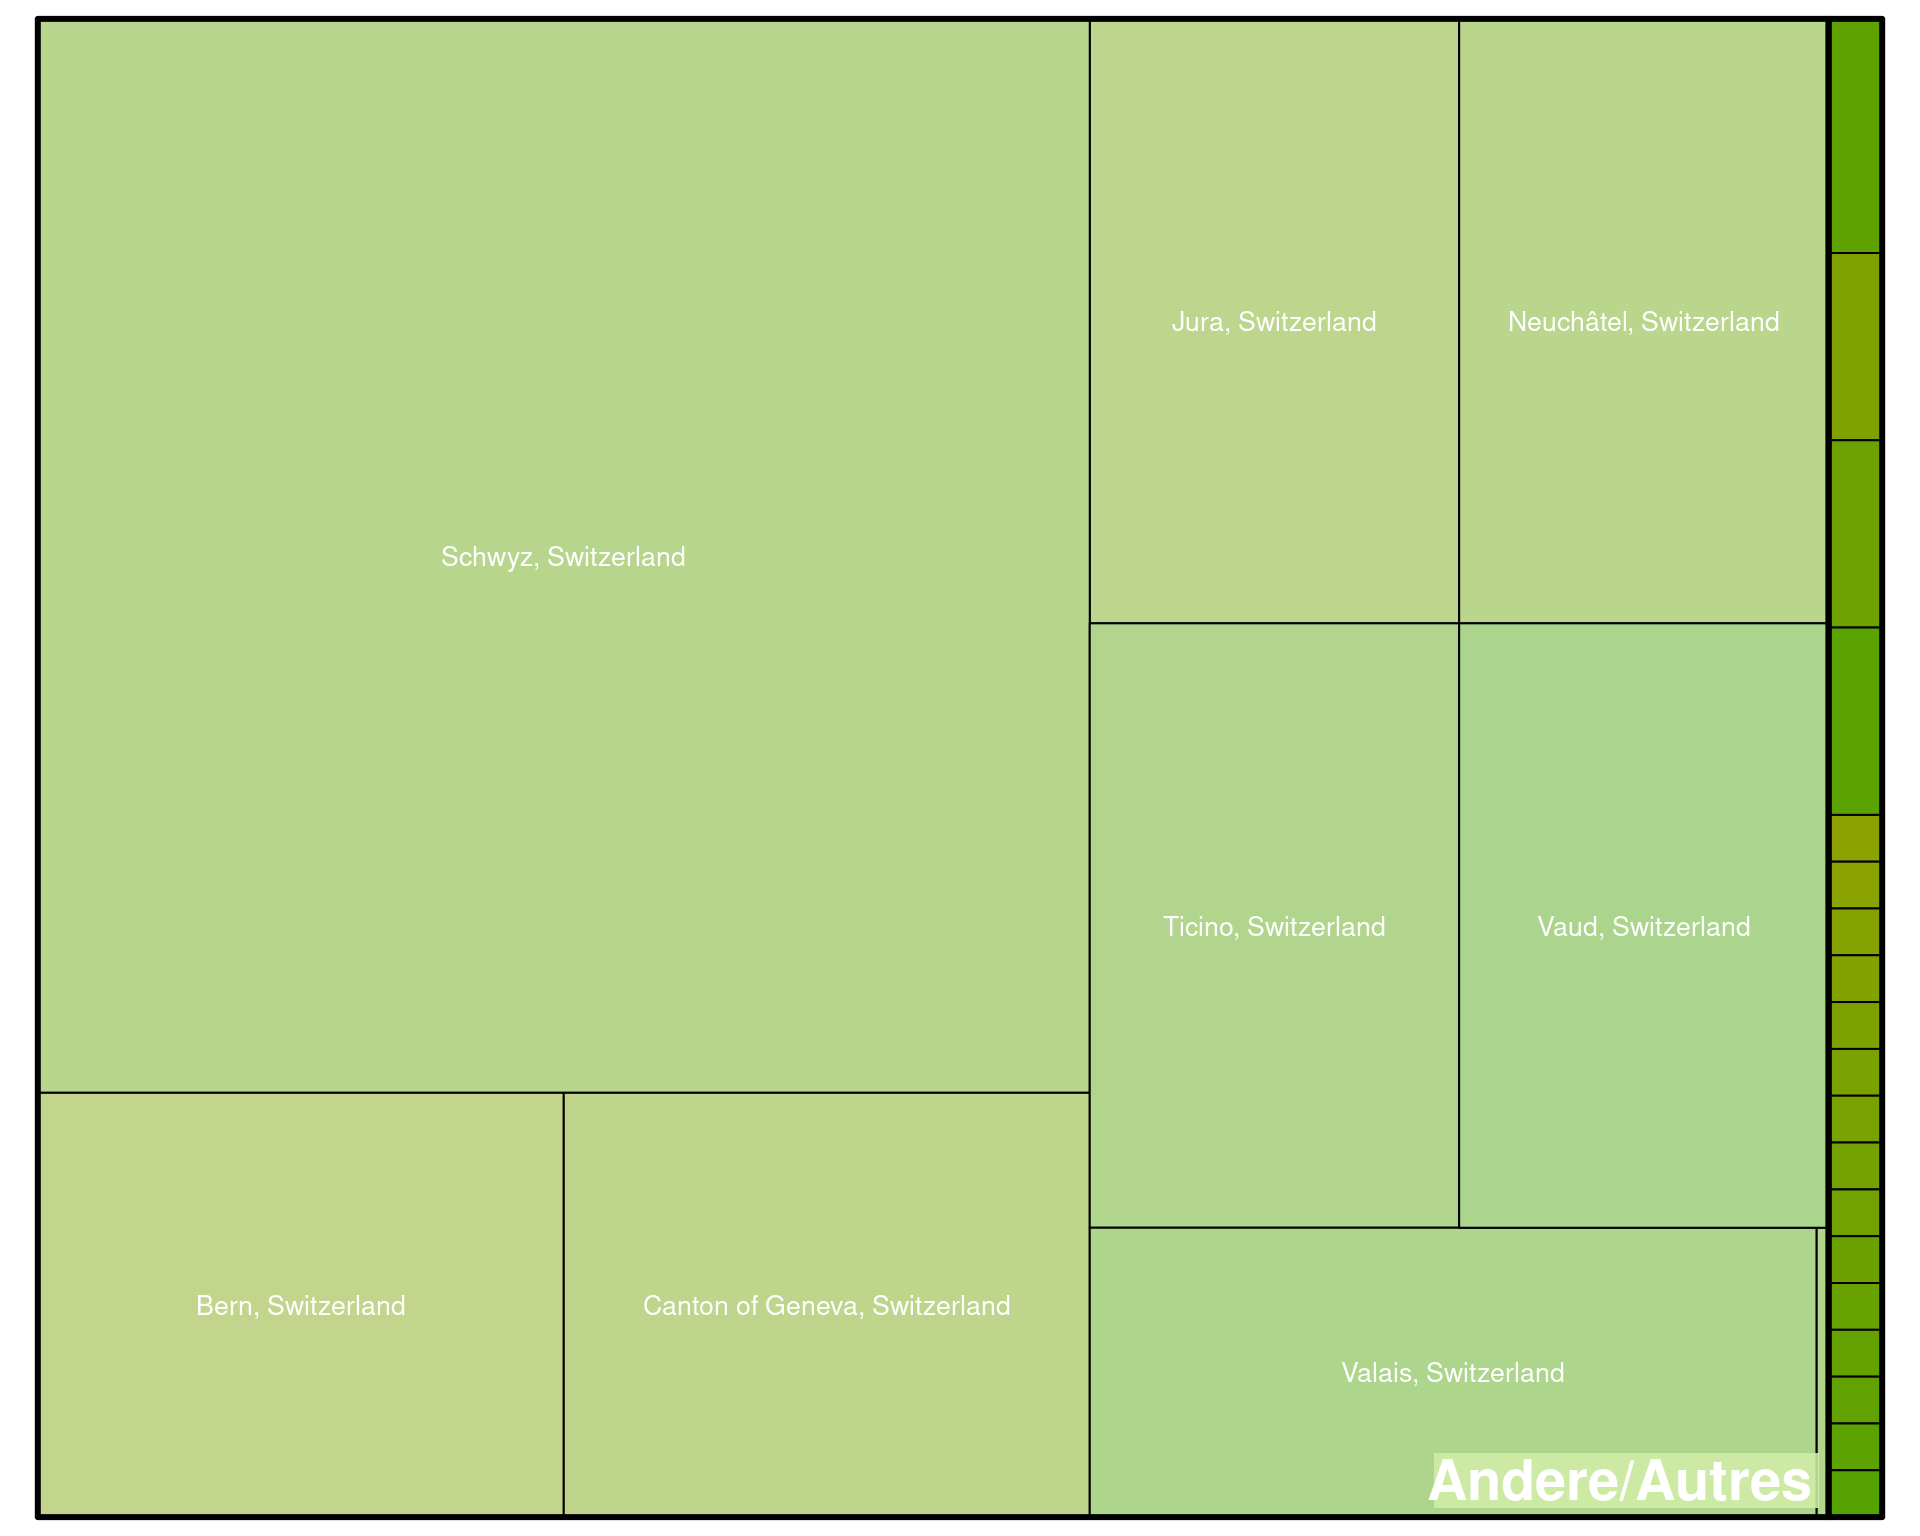 Jura, Switzerland
Neuchâtel, Switzerland
Schwyz, Switzerland
Ticino, Switzerland
Vaud, Switzerland
Bern, Switzerland
Canton of Geneva, Switzerland
Valais, Switzerland
Andere/Autres